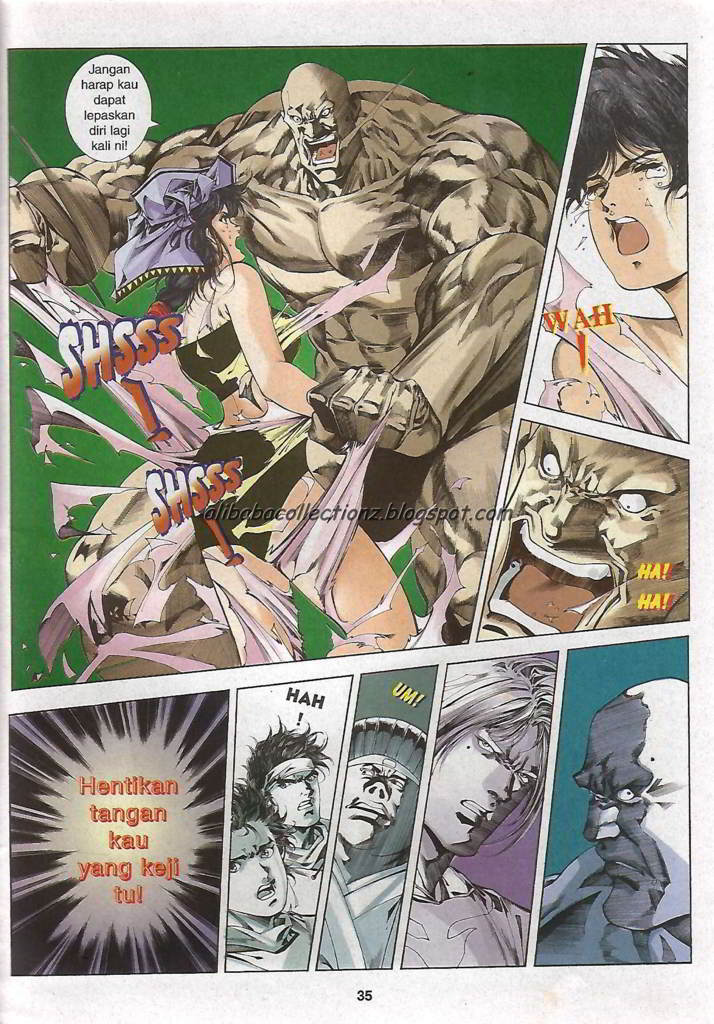 Jangan
harap kau
dapat
lepaskan
diri lagi
kali ni!
SHSSS
!
WAH
!
SHSSS
!
alibabacollectionz.blogspot.com
HA!
HA!
Hentikan
tangan
kau
yang keji
tu!
HAH
!
UM!
35